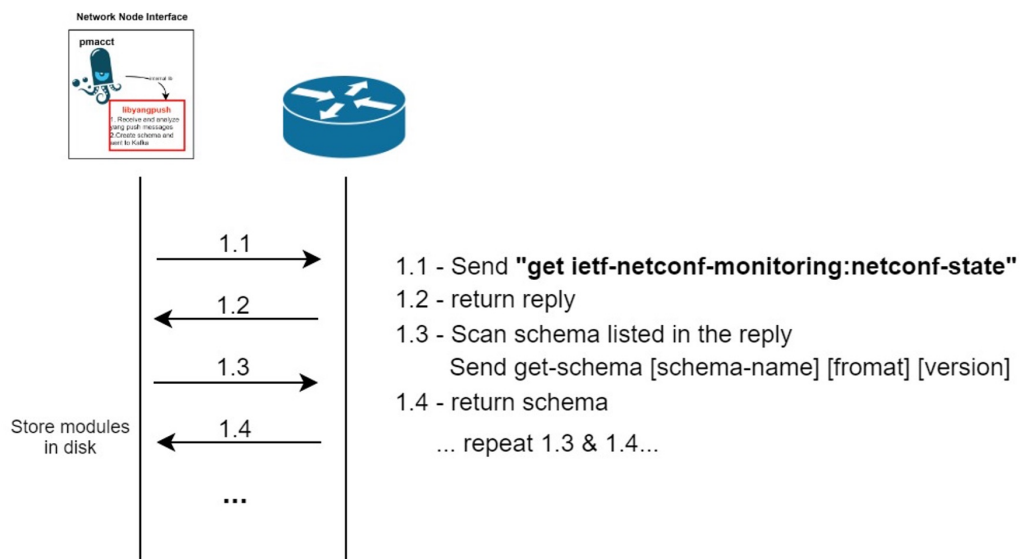 Network Node Interface
pmacct
libyangpush
1. Receive and analyze
yang push messages
2.Create schema and
sent to Kafka
1.1
1.2
1.3
1.4
...
Store modules
in disk
1.1 - Send "get ietf-netconf-monitoring:netconf-state"
1.2 - return reply
1.3 - Scan schema listed in the reply
Send get-schema [schema-name] [fromat] [version]
1.4 - return schema
... repeat 1.3 & 1.4...